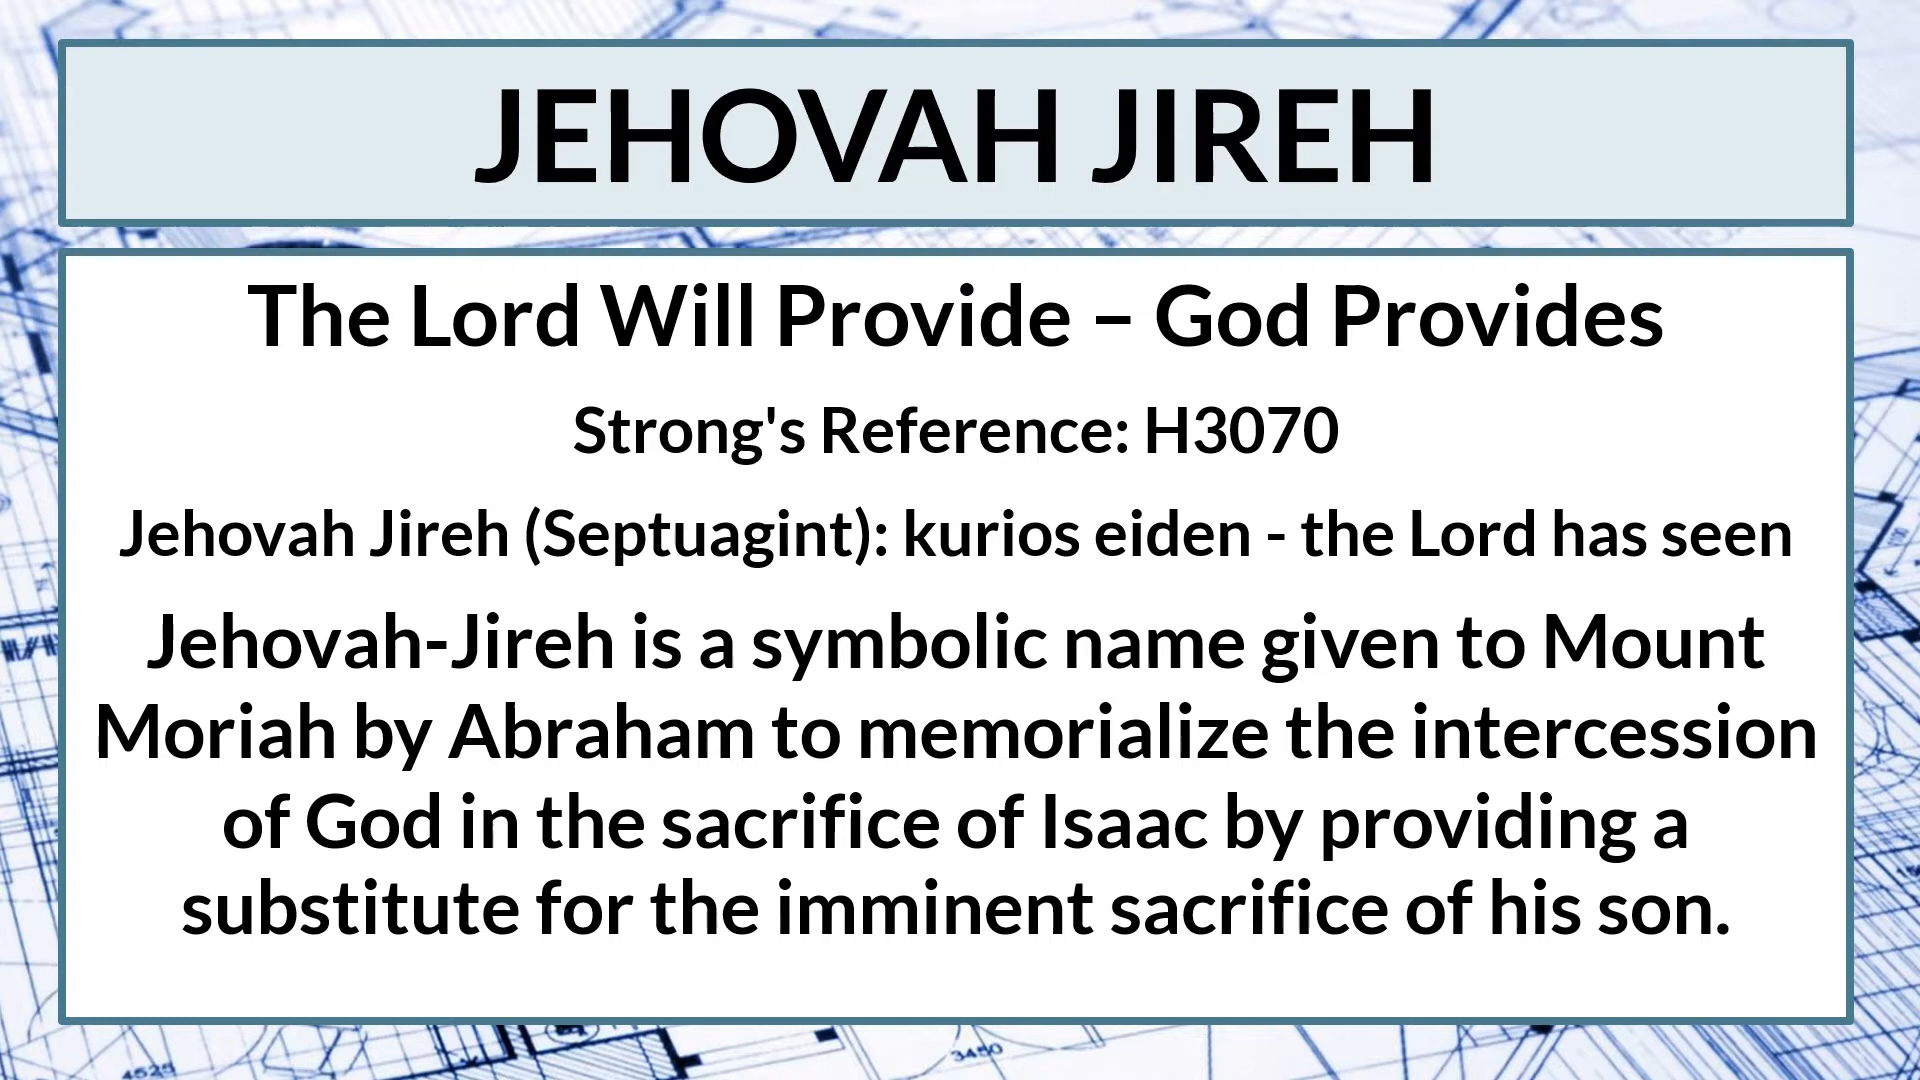 JEHOVAH JIREH
The Lord Will Provide – God Provides
Strong's Reference: H3070
Jehovah Jireh (Septuagint): kurios eiden - the Lord has seen
Jehovah-Jireh is a symbolic name given to Mount
Moriah by Abraham to memorialize the intercession
of God in the sacrifice of Isaac by providing a
substitute for the imminent sacrifice of his son.
4525
3450